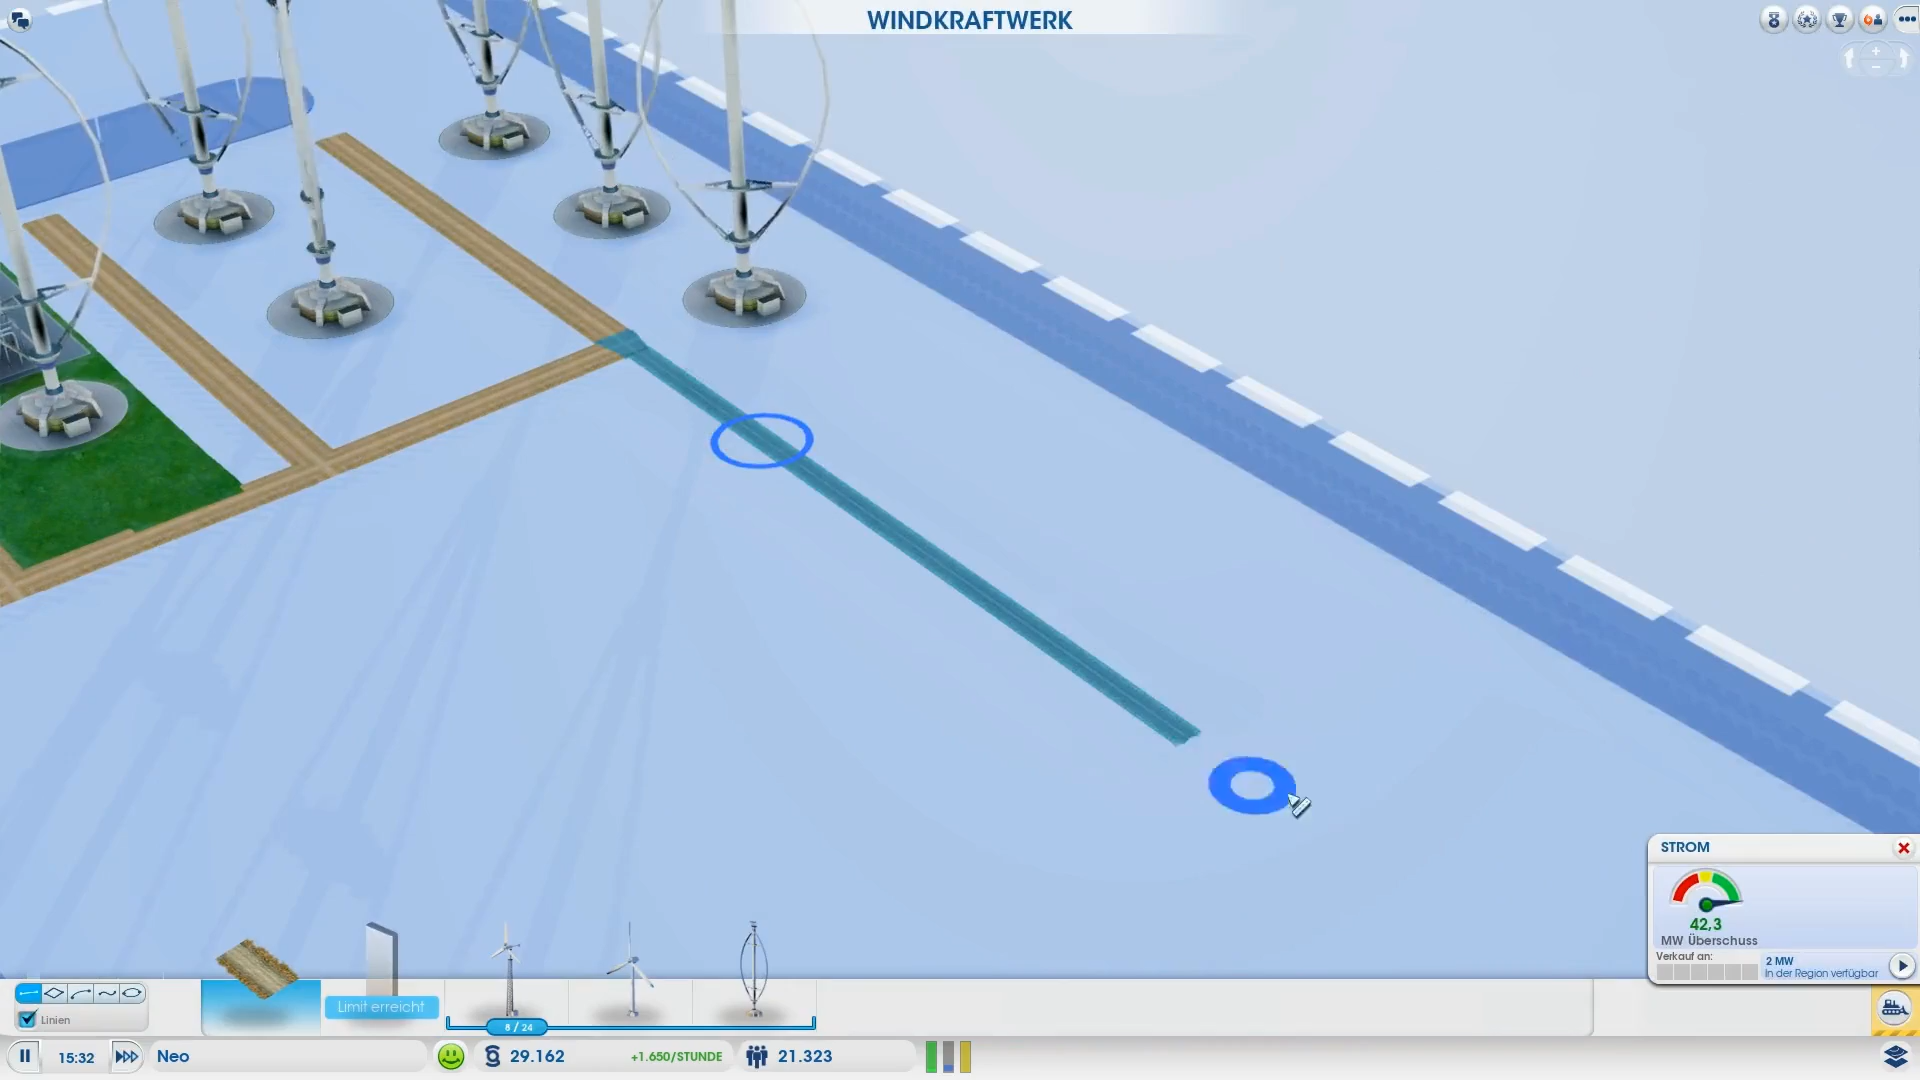 WINDKRAFTWERK
STROM
42,3
MW Überschuss
Verkauf an:
2 MW
In der Region verfügbar
Linien
Limit erreicht
8 / 24
15:32
Neo
29.162
+1.650/STUNDE
21.323